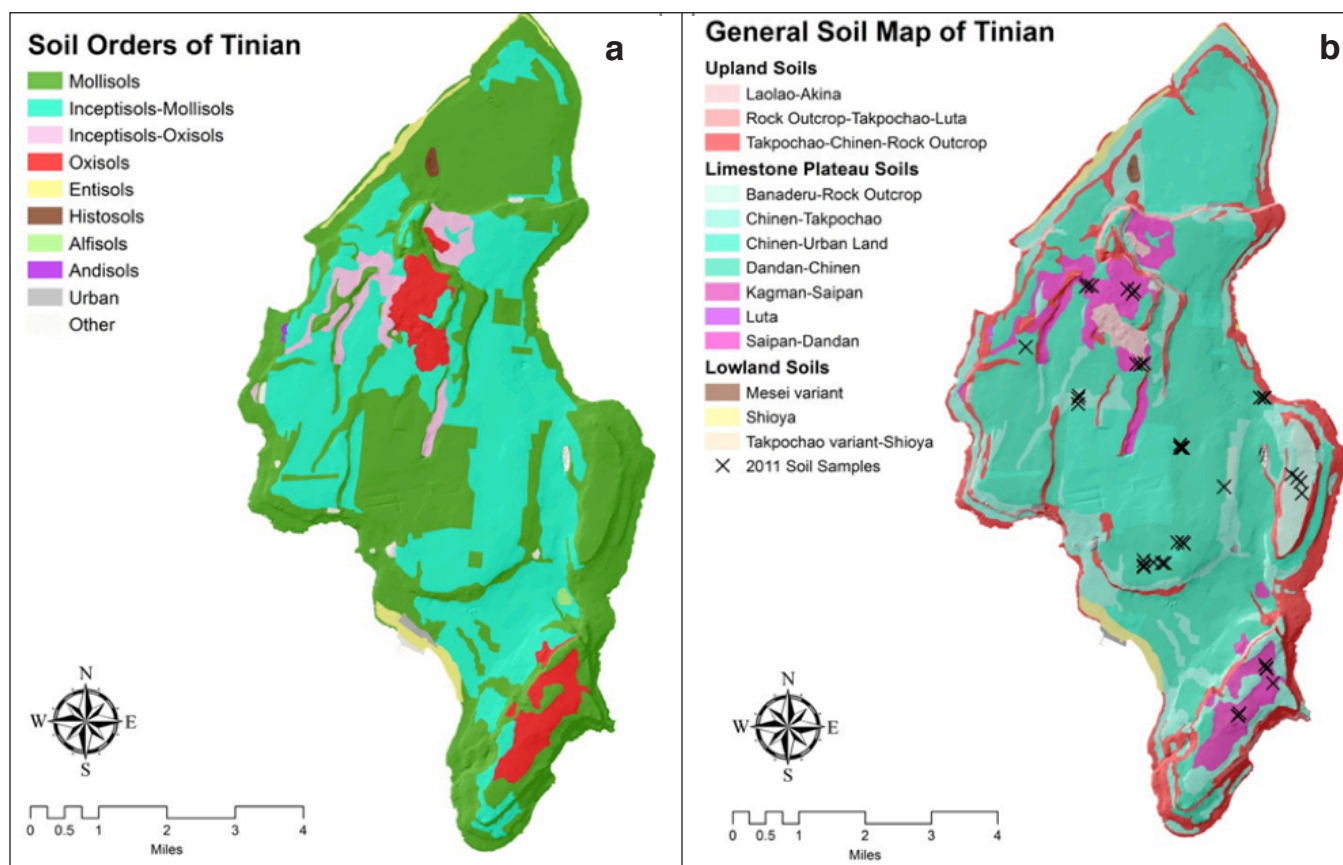 Soil Orders of Tinian
a
Mollisols
Inceptisols-Mollisols
Inceptisols-Oxisols
Oxisols
Entisols
Histosols
Alfisols
Andisols
Urban
Other
N
W E
S
0 0.5 1 2 3 4
Miles
General Soil Map of Tinian
b
Upland Soils
Laolao-Akina
Rock Outcrop-Takpochao-Luta
Takpochao-Chinen-Rock Outcrop
Limestone Plateau Soils
Banaderu-Rock Outcrop
Chinen-Takpochao
Chinen-Urban Land
Dandan-Chinen
Kagman-Saipan
Luta
Saipan-Dandan
Lowland Soils
Mesei variant
Shioya
Takpochao variant-Shioya
2011 Soil Samples
N
W E
S
0 0.5 1 2 3 4
Miles